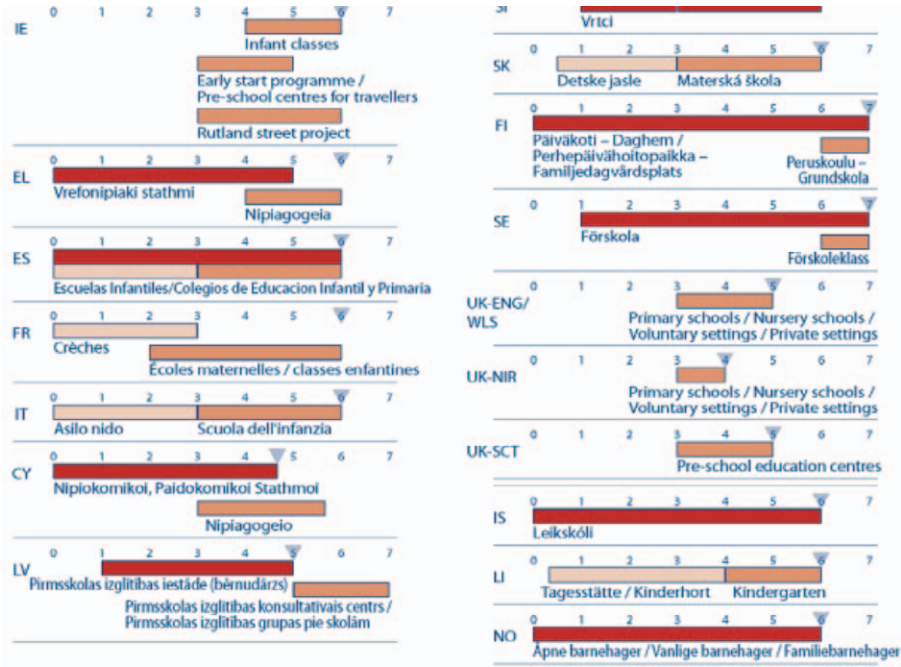 0 1 2 3 4 5 6 7
IE
Infant classes
Early start programme /
Pre-school centres for travellers
Rutland street project
0 1 2 3 4 5 6 7
EL
Vrefonipiaki stathmi
Nipiagogeia
0 1 2 3 4 5 6 7
ES
Escuelas Infantiles/Colegios de Educacion Infantil y Primaria
0 1 2 3 4 5 6 7
FR
Crèches
Écoles maternelles / classes enfantines
0 1 2 3 4 5 6 7
IT
Asilo nido Scuola dell'infanzia
0 1 2 3 4 5 6 7
CY
Nipiokomikoi, Paidokomikoi Stathmoi
Nipiagogeio
0 1 2 3 4 5 6 7
LV
Pirmsskolas izglītības iestāde (bērnudārzs)
Pirmsskolas izglītības konsultatīvais centrs /
Pirmsskolas izglītības grupas pie skolām
Vrtci
0 1 2 3 4 5 6 7
SK
Detske jasle Materská škola
0 1 2 3 4 5 6 7
FI
Päiväkoti – Daghem /
Perhepäivähoitopaikka –
Familjedagvårdsplats
Peruskoulu –
Grundskola
0 1 2 3 4 5 6 7
SE
Förskola
Förskoleklass
0 1 2 3 4 5 6 7
UK-ENG/
WLS
Primary schools / Nursery schools /
Voluntary settings / Private settings
0 1 2 3 4 5 6 7
UK-NIR
Primary schools / Nursery schools /
Voluntary settings / Private settings
0 1 2 3 4 5 6 7
UK-SCT
Pre-school education centres
0 1 2 3 4 5 6 7
IS
Leikskóli
0 1 2 3 4 5 6 7
LI
Tagesstätte / Kinderhort Kindergarten
0 1 2 3 4 5 6 7
NO
Åpne barnehager / Vanlige barnehager / Familiebarnehager